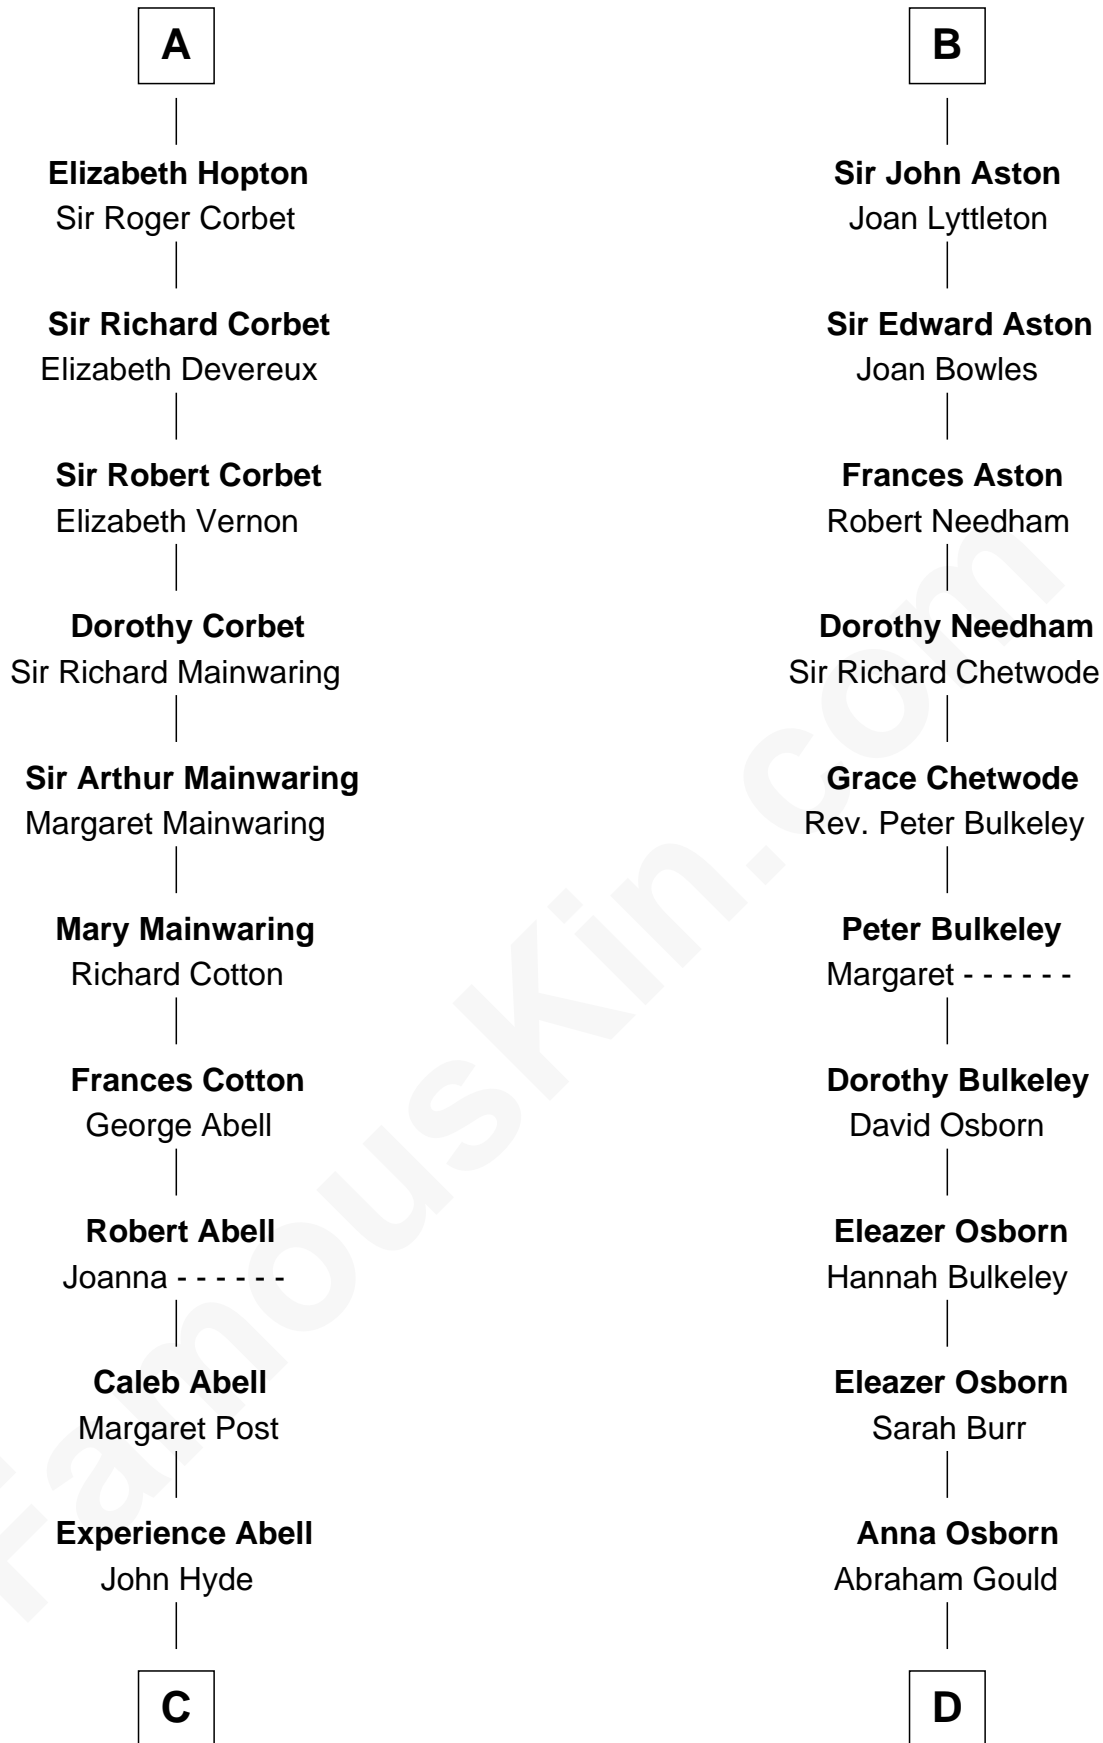 A
Elizabeth Hopton
Sir Roger Corbet
Sir Richard Corbet
Elizabeth Devereux
Sir Robert Corbet
Elizabeth Vernon
Dorothy Corbet
Sir Richard Mainwaring
Sir Arthur Mainwaring
Margaret Mainwaring
Mary Mainwaring
Richard Cotton
Frances Cotton
George Abell
Robert Abell
Joanna - - - - - -
Caleb Abell
Margaret Post
Experience Abell
John Hyde
C
B
Sir John Aston
Joan Lyttleton
Sir Edward Aston
Joan Bowles
Frances Aston
Robert Needham
Dorothy Needham
Sir Richard Chetwode
Grace Chetwode
Rev. Peter Bulkeley
Peter Bulkeley
Margaret - - - - - -
Dorothy Bulkeley
David Osborn
Eleazer Osborn
Hannah Bulkeley
Eleazer Osborn
Sarah Burr
Anna Osborn
Abraham Gould
D
FamousKin.com